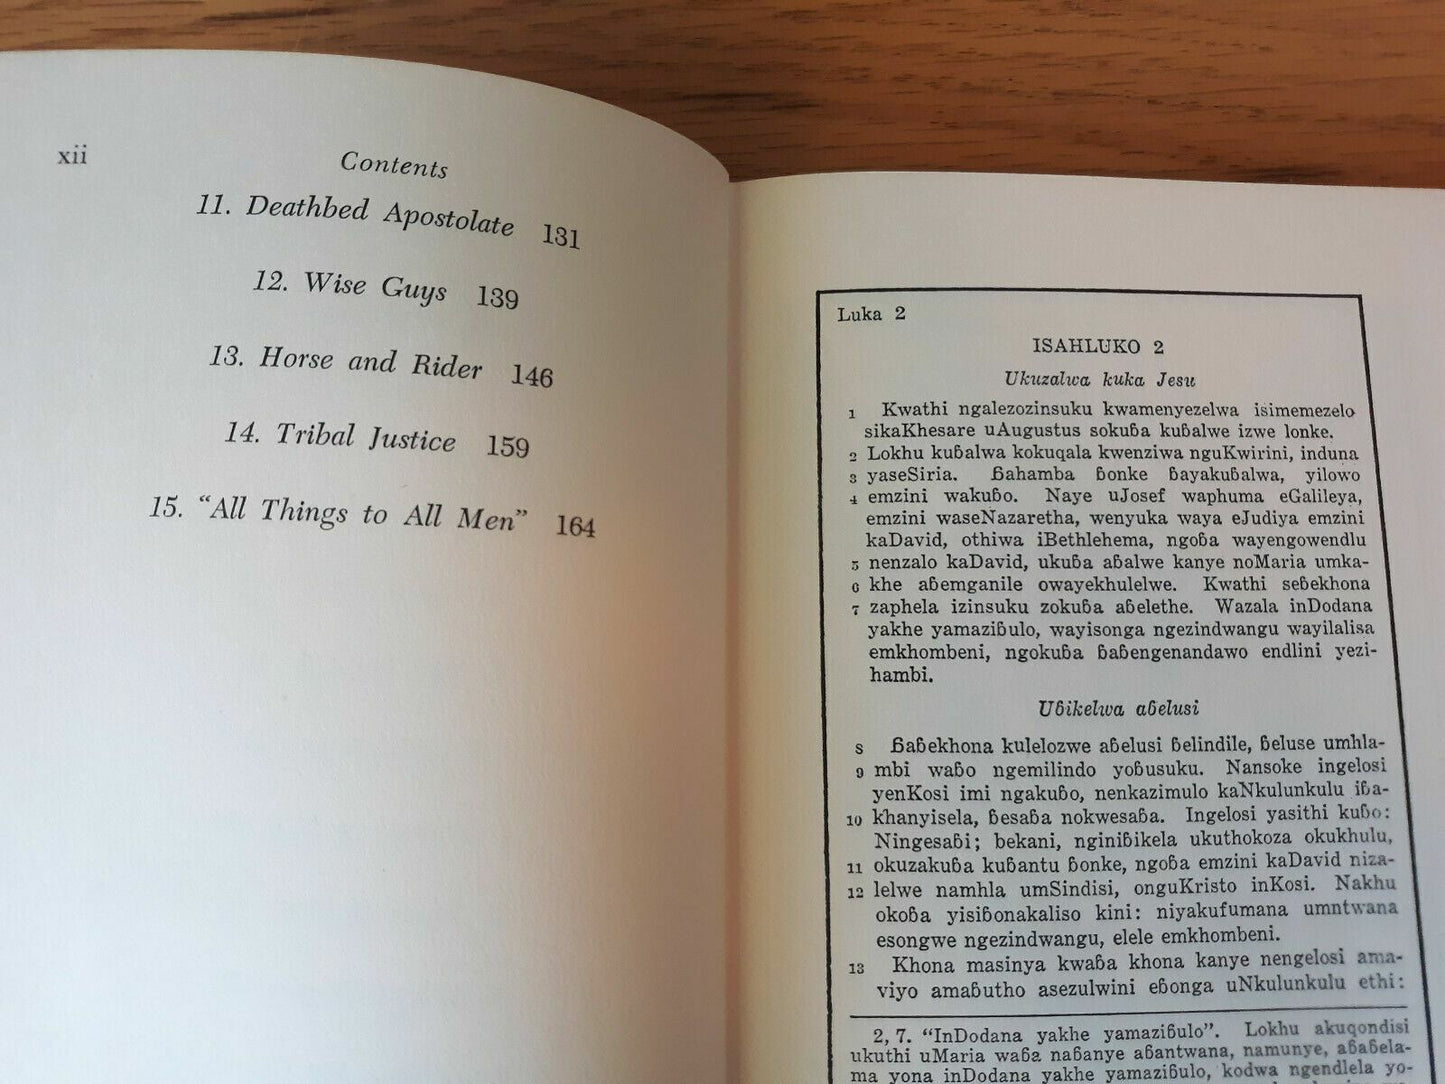 xii
Contents
11. Deathbed Apostolate 131
12. Wise Guys 139
13. Horse and Rider 146
14. Tribal Justice 159
15. “All Things to All Men” 164
Luka 2
ISAHLUKO 2
Ukuzalwa kuka Jesu
1 Kwathi ngalezozinsuku kwamenyezelwa isimemezelo
sikaKhesare uAugustus sokuɓa kuɓalwe izwe lonke.
2 Lokhu kuɓalwa kokuqala kwenziwa nguKwirini, induna
3 yaseSiria. Ɓahamba ɓonke ɓayakuɓalwa, yilowo
4 emzini wakuɓo. Naye uJosef waphuma eGalileya,
emzini waseNazaretha, wenyuka waya eJudiya emzini
kaDavid, othiwa iBethlehema, ngoɓa wayengowendlu
5 nenzalo kaDavid, ukuɓa aɓalwe kanye noMaria umka-
6 khe aɓemganile owayekhulelwe. Kwathi seɓekhona
7 zaphela izinsuku zokuɓa aɓelethe. Wazala inDodana
yakhe yamaziɓulo, wayisonga ngezindwangu wayilalisa
emkhombeni, ngokuɓa ɓaɓengenandawo endlini yezi-
hambi.
Uɓikelwa aɓelusi
8 Ɓaɓekhona kulelozwe aɓelusi ɓelindile, ɓeluse umhla-
9 mbi waɓo ngemilindo yoɓusuku. Nansoke ingelosi
yenKosi imi ngakuɓo, nenkazimulo kaNkulunkulu iɓa-
10 khanyisela, ɓesaɓa nokwesaɓa. Ingelosi yasithi kuɓo:
Ningesaɓi; bekani, nginiɓikela ukuthokoza okukhulu,
11 okuzakuɓa kuɓantu ɓonke, ngoɓa emzini kaDavid niza-
12 lelwe namhla umSindisi, onguKristo inKosi. Nakhu
okoɓa yisiɓonakaliso kini: niyakufumana umntwana
esongwe ngezindwangu, elele emkhombeni.
13 Khona masinya kwaɓa khona kanye nengelosi ama-
viyo amaɓutho asezulwini eɓonga uNkulunkulu ethi:
2, 7. “InDodana yakhe yamaziɓulo”. Lokhu akuqondisi
ukuthi uMaria waɓa naɓanye aɓantwana, namunye, aɓaɓela-
ma yona inDodana yakhe yamaziɓulo, kodwa ngendlela yo-